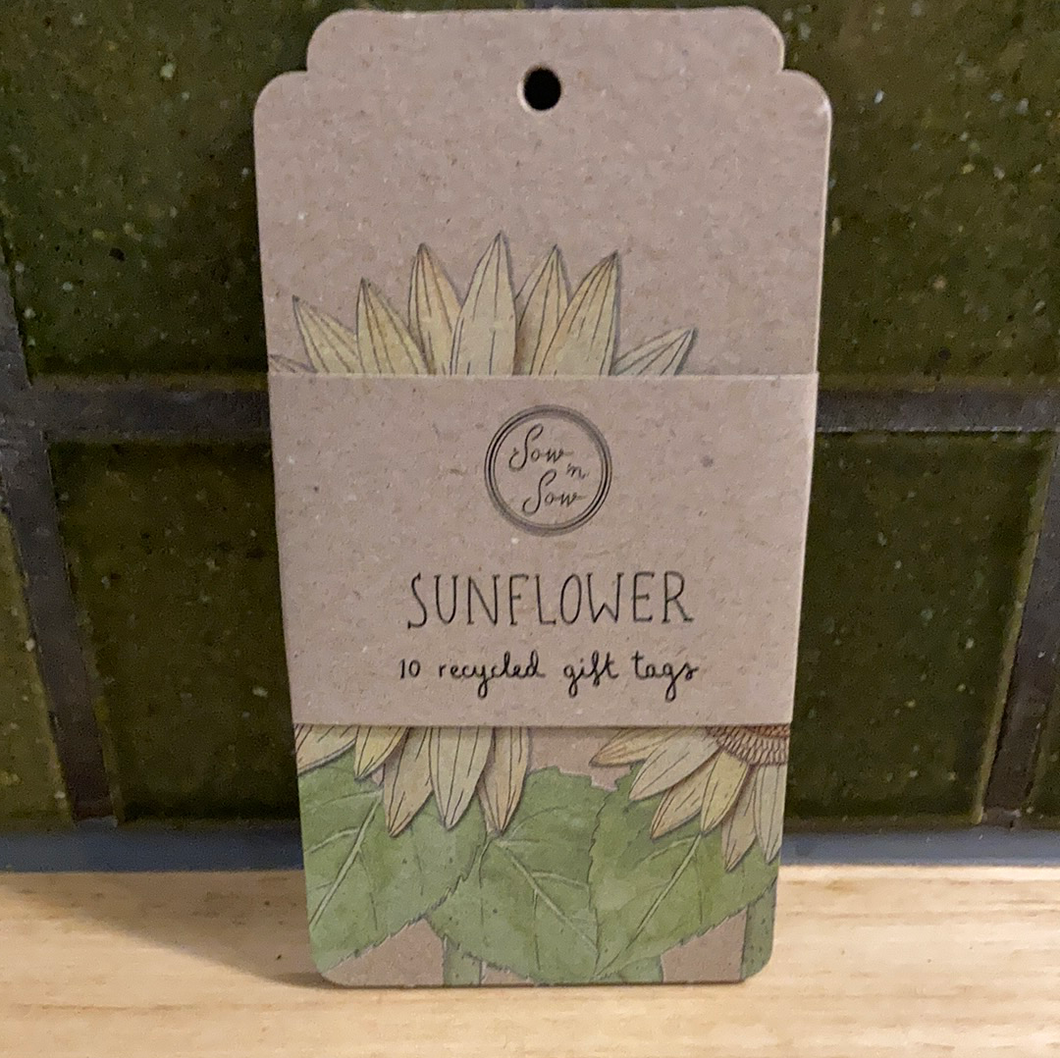 Sow
'n
Sow
SUNFLOWER
10 recycled gift tags